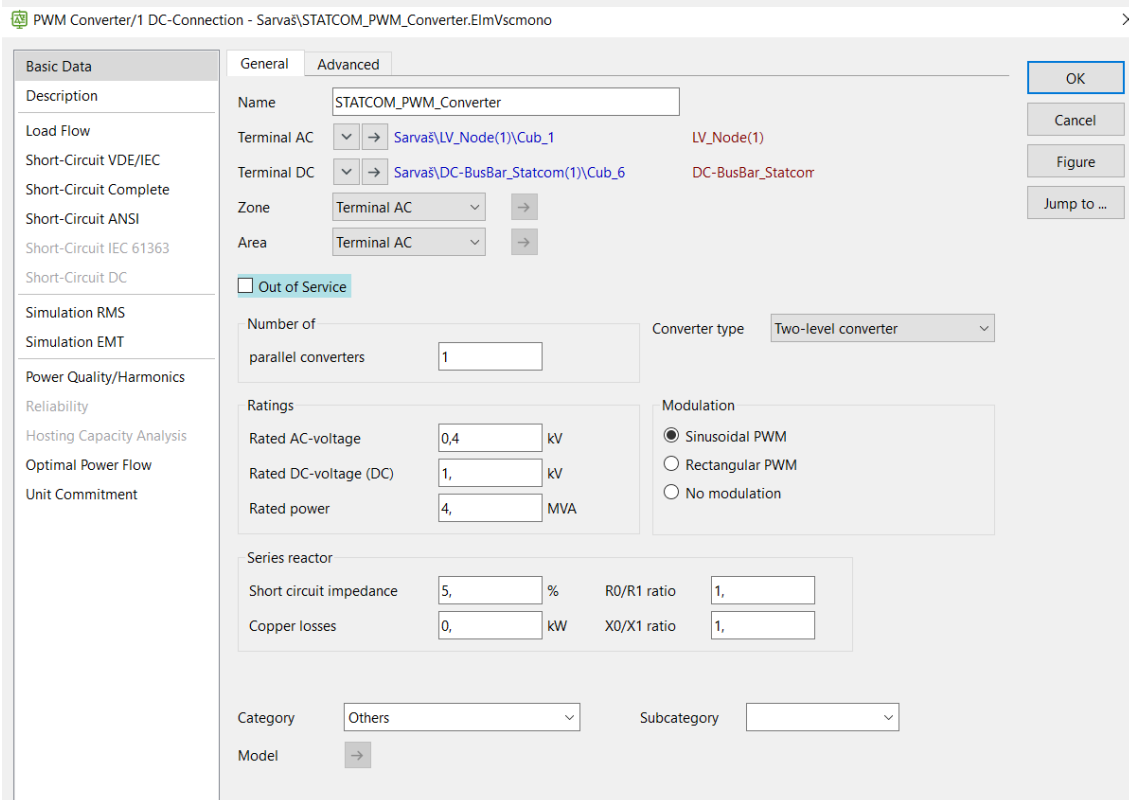 PWM Converter/1 DC-Connection - Sarvaš\STATCOM_PWM_Converter.ElmVscmono
Basic Data
Description
Load Flow
Short-Circuit VDE/IEC
Short-Circuit Complete
Short-Circuit ANSI
Short-Circuit IEC 61363
Short-Circuit DC
Simulation RMS
Simulation EMT
Power Quality/Harmonics
Reliability
Hosting Capacity Analysis
Optimal Power Flow
Unit Commitment
General Advanced
Name STATCOM_PWM_Converter
Terminal AC Sarvaš\LV_Node(1)\Cub_1 LV_Node(1)
Terminal DC Sarvaš\DC-BusBar_Statcom(1)\Cub_6 DC-BusBar_Statcom
Zone Terminal AC
Area Terminal AC
Out of Service
Number of
parallel converters 1
Converter type Two-level converter
Ratings
Rated AC-voltage 0,4 kV
Rated DC-voltage (DC) 1, kV
Rated power 4, MVA
Modulation
Sinusoidal PWM
Rectangular PWM
No modulation
Series reactor
Short circuit impedance 5, % R0/R1 ratio 1,
Copper losses 0, kW X0/X1 ratio 1,
Category Others Subcategory
Model
OK
Cancel
Figure
Jump to ...